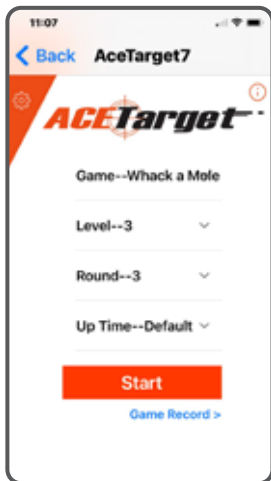 11:07
Back AceTarget7
ACETarget
Game--Whack a Mole
Level--3
Round--3
Up Time--Default
Start
Game Record >